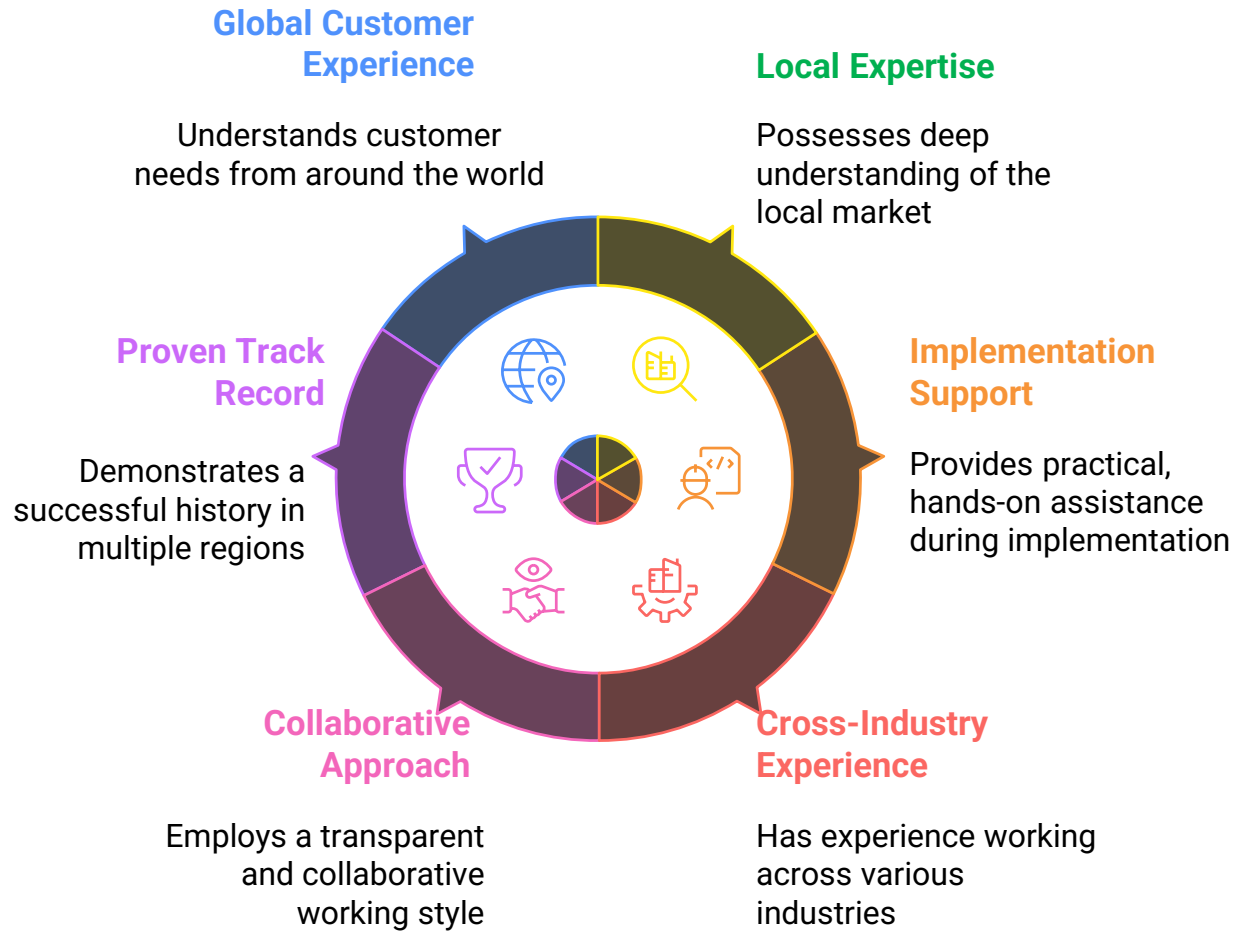 Global Customer
Experience
Understands customer
needs from around the world
Local Expertise
Possesses deep
understanding of the
local market
Proven Track
Record
Demonstrates a
successful history in
multiple regions
Implementation
Support
Provides practical,
hands-on assistance
during implementation
Collaborative
Approach
Employs a transparent
and collaborative
working style
Cross-Industry
Experience
Has experience working
across various
industries